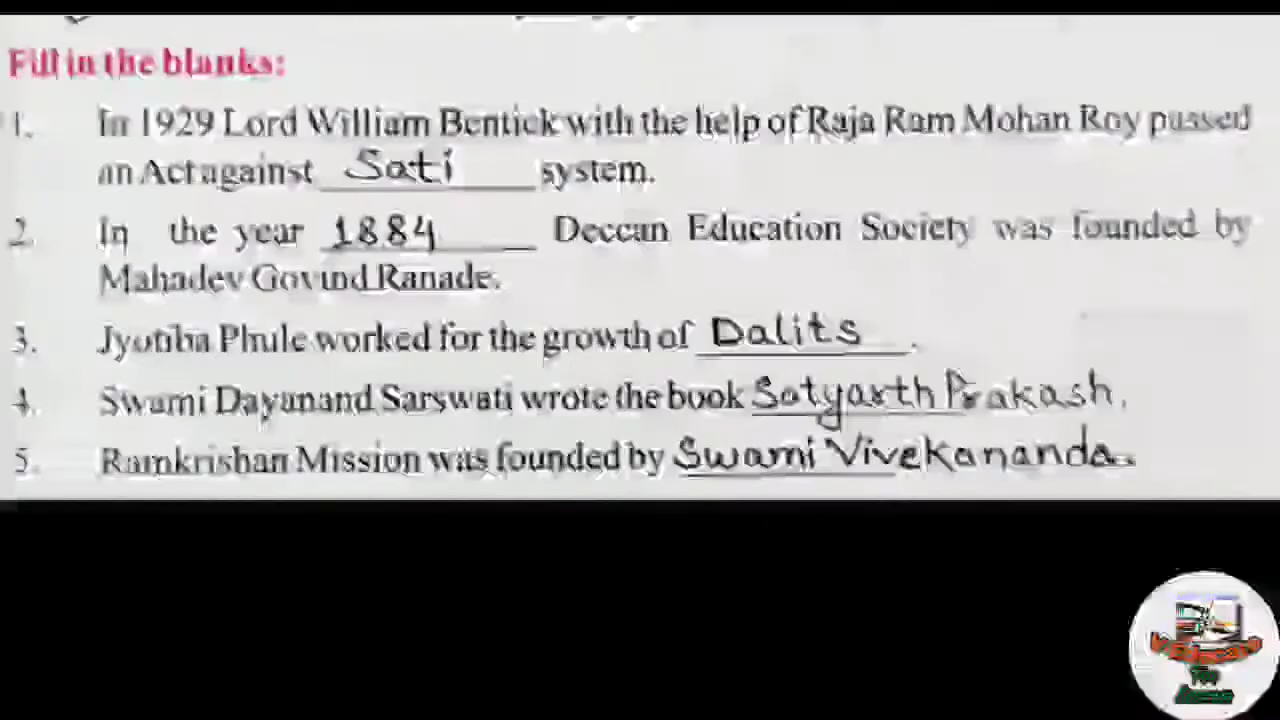 Fill in the blanks:
1. In 1929 Lord William Bentick with the help of Raja Ram Mohan Roy passed
an Act against Sati system.
2. In the year 1884 Deccan Education Society was founded by
Mahadev Govind Ranade.
3. Jyotiba Phule worked for the growth of Dalits.
4. Swami Dayanand Sarswati wrote the book Satyarth Prakash.
5. Ramkrishan Mission was founded by Swami Vivekananda.